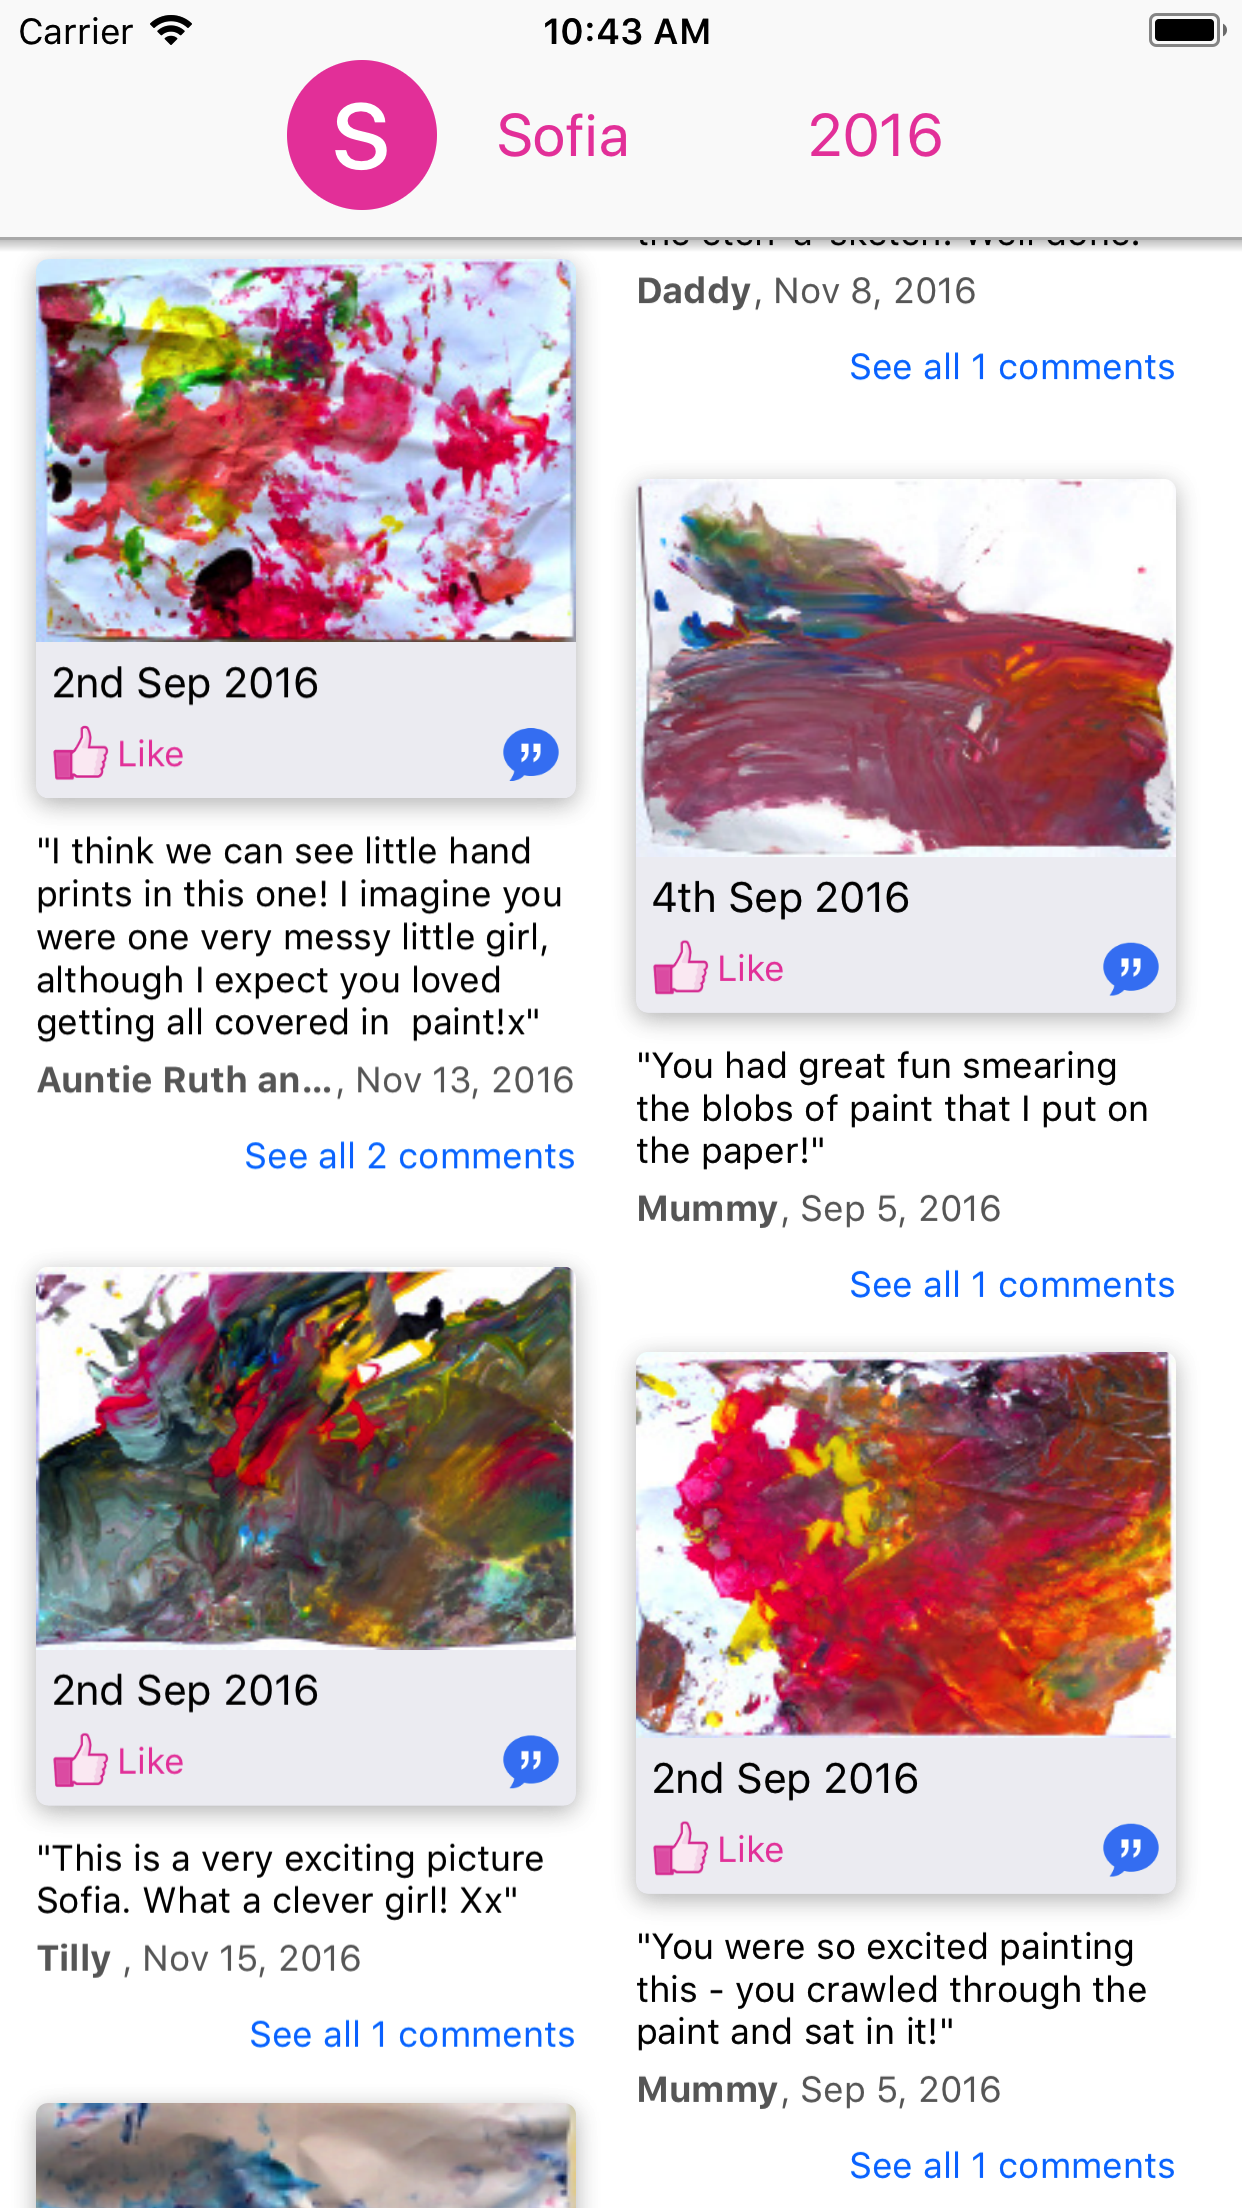 Carrier 10:43 AM
S Sofia 2016
the etch-a-sketch! Well done!"
Daddy, Nov 8, 2016
See all 1 comments
2nd Sep 2016
Like
"I think we can see little hand
prints in this one! I imagine you
were one very messy little girl,
although I expect you loved
getting all covered in  paint!x"
Auntie Ruth an..., Nov 13, 2016
See all 2 comments
4th Sep 2016
Like
"You had great fun smearing
the blobs of paint that I put on
the paper!"
Mummy, Sep 5, 2016
See all 1 comments
2nd Sep 2016
Like
"This is a very exciting picture
Sofia. What a clever girl! Xx"
Tilly , Nov 15, 2016
See all 1 comments
2nd Sep 2016
Like
"You were so excited painting
this - you crawled through the
paint and sat in it!"
Mummy, Sep 5, 2016
See all 1 comments